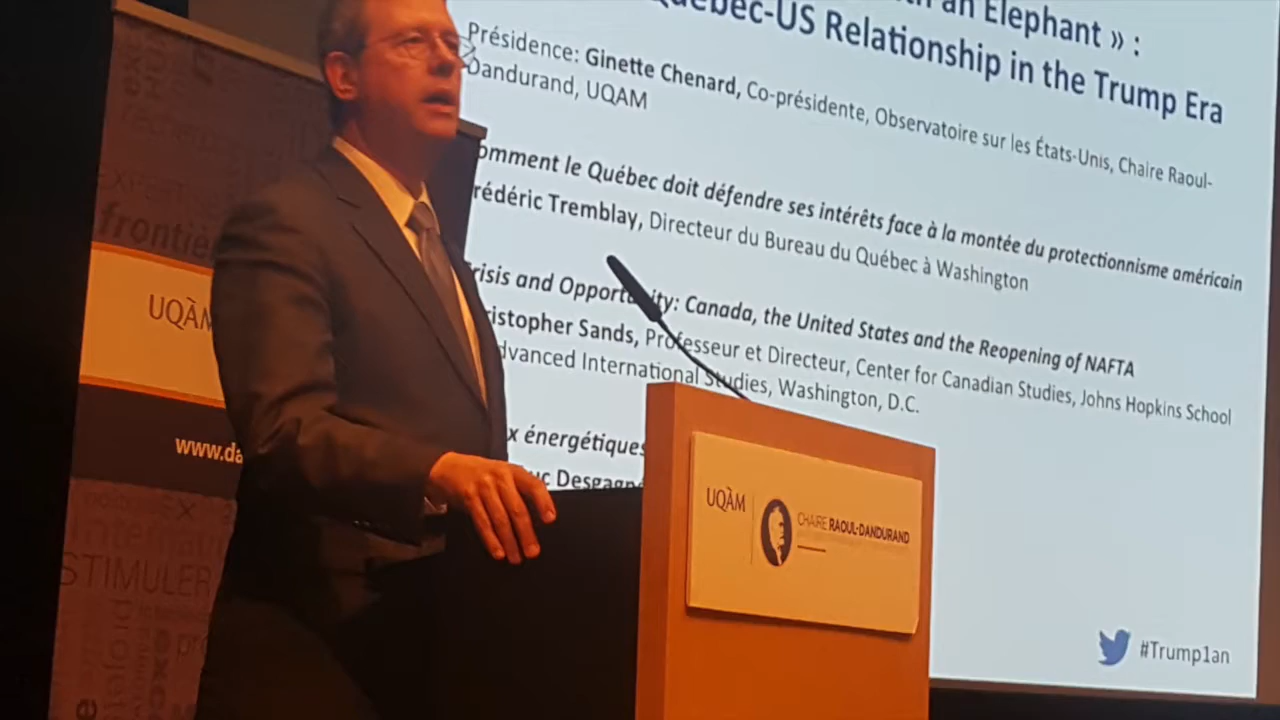 an Elephant » :
Québec-US Relationship in the Trump Era
Présidence: Ginette Chenard, Co-présidente, Observatoire sur les États-Unis, Chaire Raoul-
Dandurand, UQAM
omment le Québec doit défendre ses intérêts face à la montée du protectionnisme américain
rédéric Tremblay, Directeur du Bureau du Québec à Washington
risis and Opportunity: Canada, the United States and the Reopening of NAFTA
ristopher Sands, Professeur et Directeur, Center for Canadian Studies, Johns Hopkins School
dvanced International Studies, Washington, D.C.
x énergétiques
uc Desgagné
#Trump1an
UQÀM
CHAIRE RAOUL-DANDURAND
frontiè
UQÀM
www.da
STIMULER